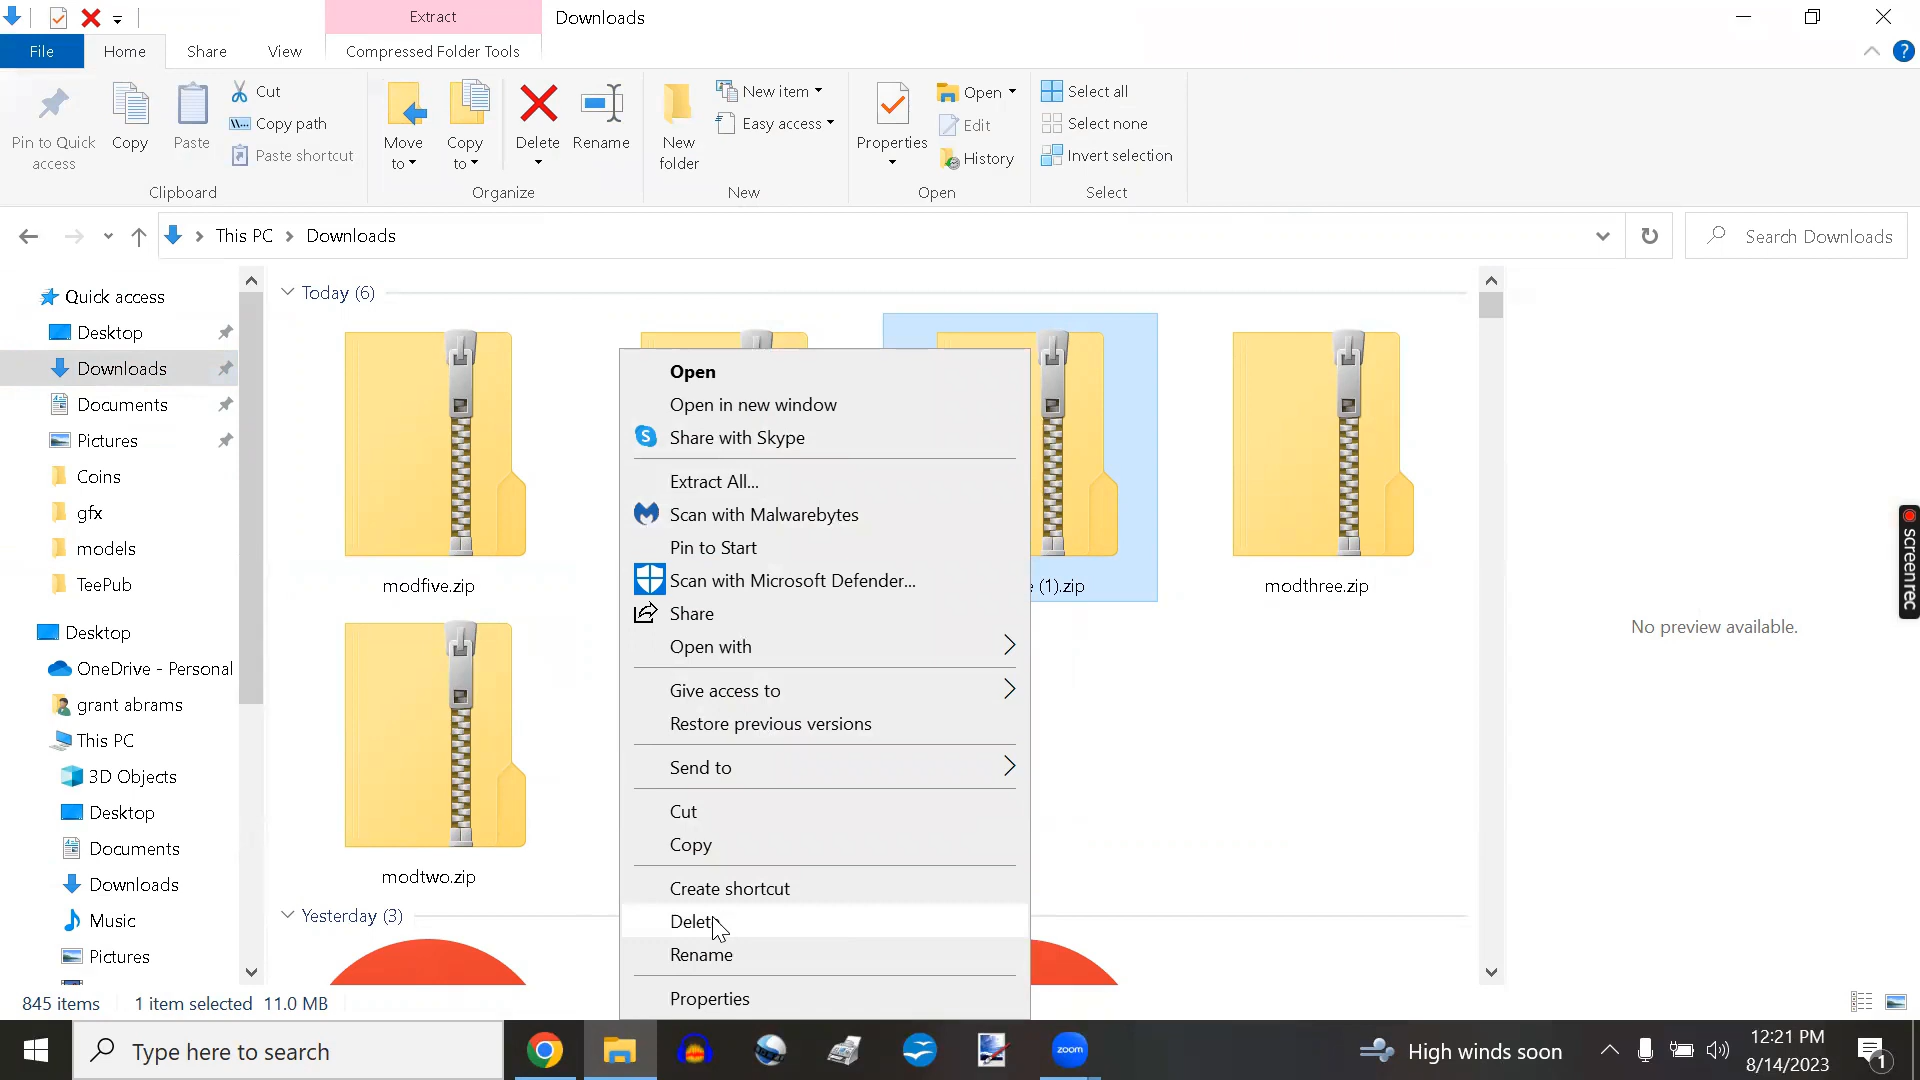 Extract
Downloads
File
Home
Share
View
Compressed Folder Tools
Pin to Quick
access
Copy
Paste
Cut
Copy path
Paste shortcut
Clipboard
Move
to
Copy
to
Delete
Rename
Organize
New
folder
New item
Easy access
New
Properties
Open
Edit
History
Open
Select all
Select none
Invert selection
Select
This PC
Downloads
Search Downloads
Quick access
Desktop
Downloads
Documents
Pictures
Coins
gfx
models
TeePub
Desktop
OneDrive - Personal
grant abrams
This PC
3D Objects
Desktop
Documents
Downloads
Music
Pictures
Today (6)
modfive.zip
(1).zip
modthree.zip
modtwo.zip
Yesterday (3)
Open
Open in new window
Share with Skype
Extract All...
Scan with Malwarebytes
Pin to Start
Scan with Microsoft Defender...
Share
Open with
Give access to
Restore previous versions
Send to
Cut
Copy
Create shortcut
Delete
Rename
Properties
No preview available.
screenrec
845 items
1 item selected 11.0 MB
Type here to search
zoom
High winds soon
12:21 PM
8/14/2023
1